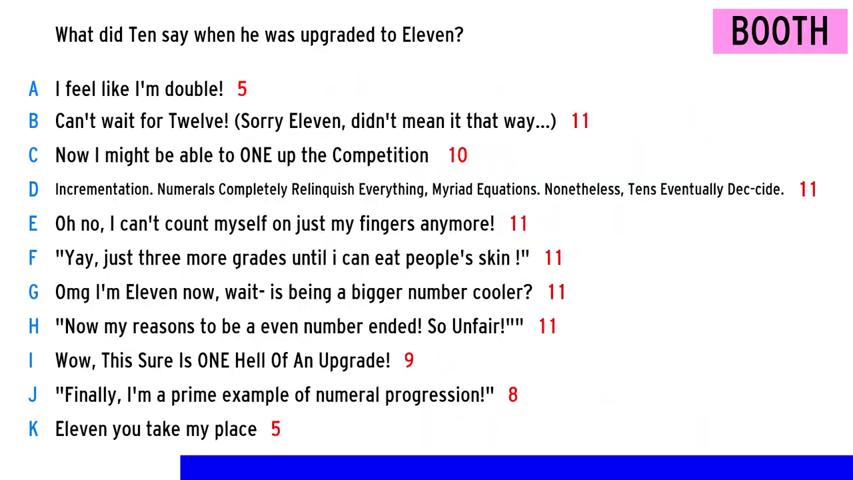 What did Ten say when he was upgraded to Eleven?
BOOTH
A I feel like I'm double! 5
B Can't wait for Twelve! (Sorry Eleven, didn't mean it that way...) 11
C Now I might be able to ONE up the Competition 10
D Incrementation. Numerals Completely Relinquish Everything, Myriad Equations. Nonetheless, Tens Eventually Dec-cide. 11
E Oh no, I can't count myself on just my fingers anymore! 11
F "Yay, just three more grades until i can eat people's skin !" 11
G Omg I'm Eleven now, wait- is being a bigger number cooler? 11
H "Now my reasons to be a even number ended! So Unfair!"" 11
I Wow, This Sure Is ONE Hell Of An Upgrade! 9
J "Finally, I'm a prime example of numeral progression!" 8
K Eleven you take my place 5